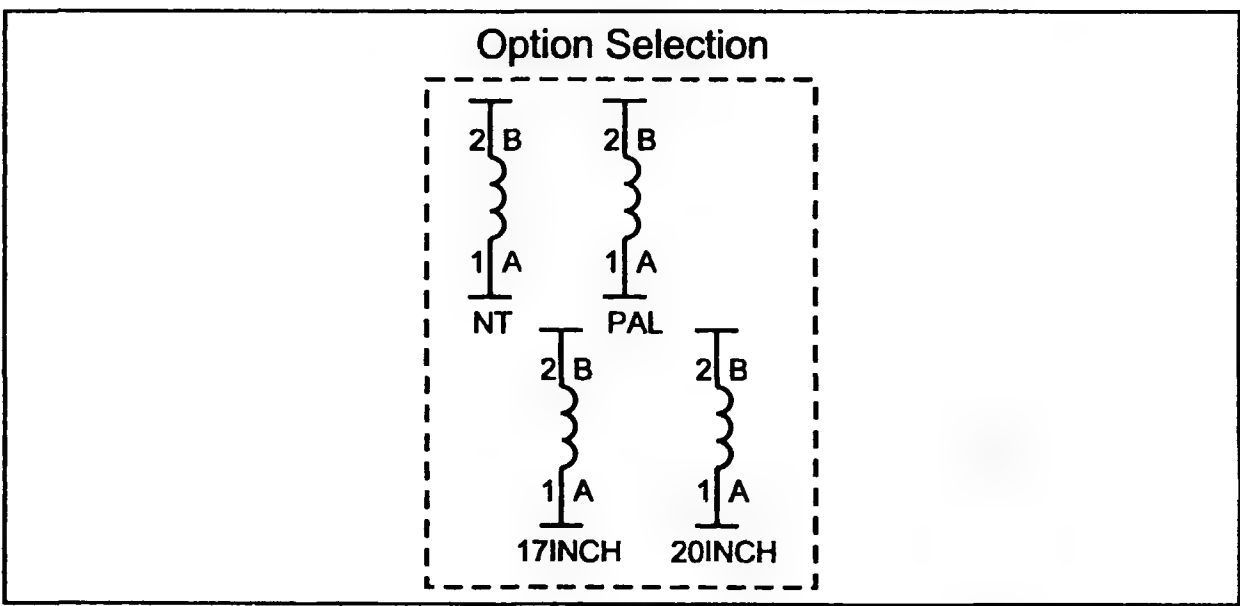 Option Selection
2 B 2 B
1 A 1 A
NT PAL
2 B 2 B
1 A 1 A
17INCH 20INCH